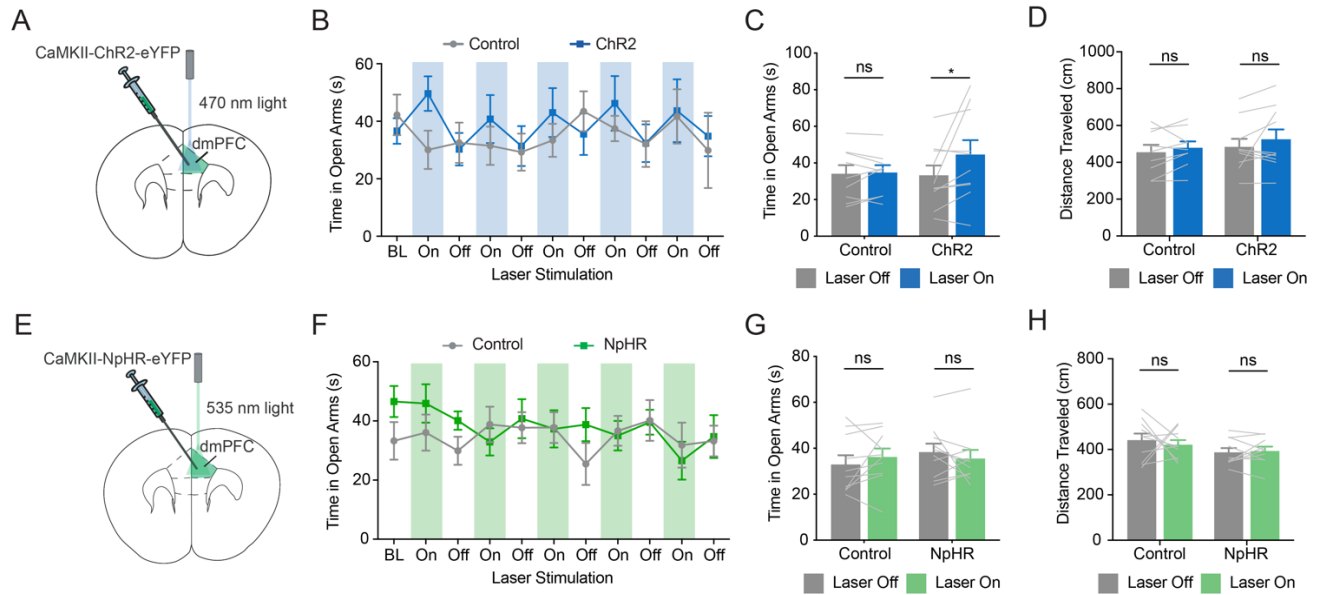 A
CaMKII-ChR2-eYFP
470 nm light
dmPFC
B
Control
ChR2
Time in Open Arms (s)
60
40
20
0
BL On Off On Off On Off On Off On Off
Laser Stimulation
C
Time in Open Arms (s)
100
80
60
40
20
0
ns
*
Control
ChR2
Laser Off
Laser On
D
Distance Traveled (cm)
1000
800
600
400
200
0
ns
ns
Control
ChR2
Laser Off
Laser On
E
CaMKII-NpHR-eYFP
535 nm light
dmPFC
F
Control
NpHR
Time in Open Arms (s)
60
40
20
0
BL On Off On Off On Off On Off On Off
Laser Stimulation
G
Time in Open Arms (s)
80
60
40
20
0
ns
ns
Control
NpHR
Laser Off
Laser On
H
Distance Traveled (cm)
800
600
400
200
0
ns
ns
Control
NpHR
Laser Off
Laser On